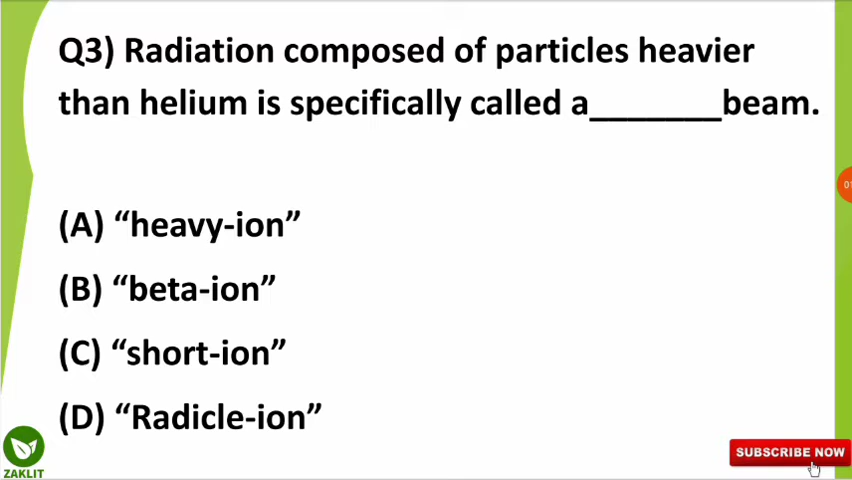 Q3) Radiation composed of particles heavier
than helium is specifically called a_______beam.
(A) “heavy-ion”
(B) “beta-ion”
(C) “short-ion”
(D) “Radicle-ion”
ZAKLIT
SUBSCRIBE NOW